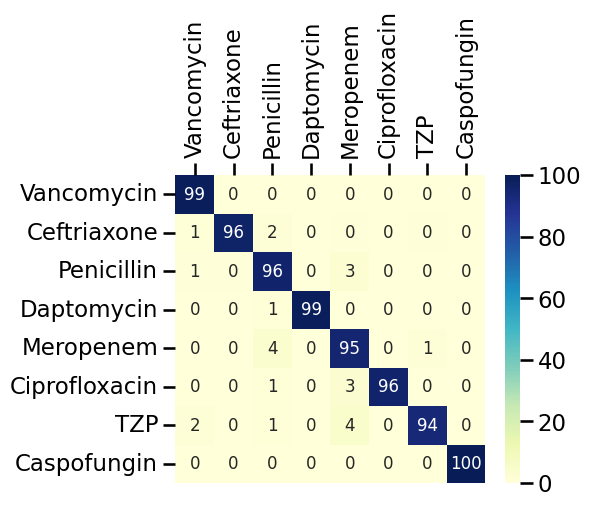 Vancomycin Ceftriaxone Penicillin Daptomycin Meropenem Ciprofloxacin TZP Caspofungin
Vancomycin 99 0 0 0 0 0 0 0
Ceftriaxone 1 96 2 0 0 0 0 0
Penicillin 1 0 96 0 3 0 0 0
Daptomycin 0 0 1 99 0 0 0 0
Meropenem 0 0 4 0 95 0 1 0
Ciprofloxacin 0 0 1 0 3 96 0 0
TZP 2 0 1 0 4 0 94 0
Caspofungin 0 0 0 0 0 0 0 100
100
80
60
40
20
0